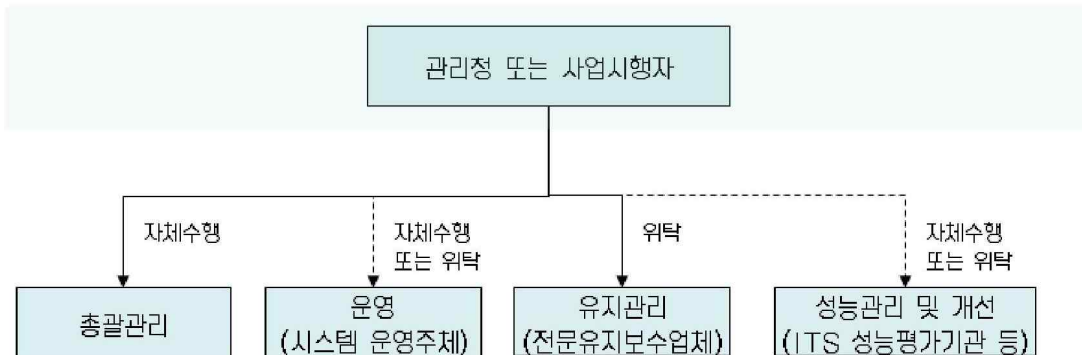 관리청 또는 사업시행자
자체수행
자체수행
또는 위탁
위탁
자체수행
또는 위탁
총괄관리
운영
(시스템 운영주체)
유지관리
(전문유지보수업체)
성능관리 및 개선
(ITS 성능평가기관 등)